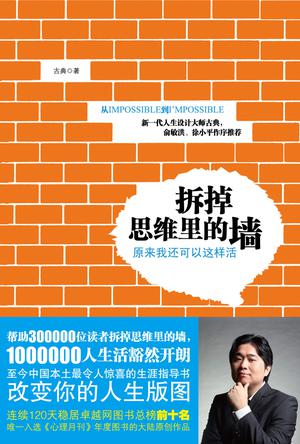 古典◎著
从IMPOSSIBLE到I'MPOSSIBLE
新一代人生设计大师古典,
俞敏洪、徐小平作序推荐
拆掉
思维里的墙
原来我还可以这样活
帮助300000位读者拆掉思维里的墙,
1000000人生活豁然开朗
至今中国本土最令人惊喜的生涯指导书
改变你的人生版图
连续120天稳居卓越网图书总榜前十名
唯一入选《心理月刊》年度图书的大陆原创作品